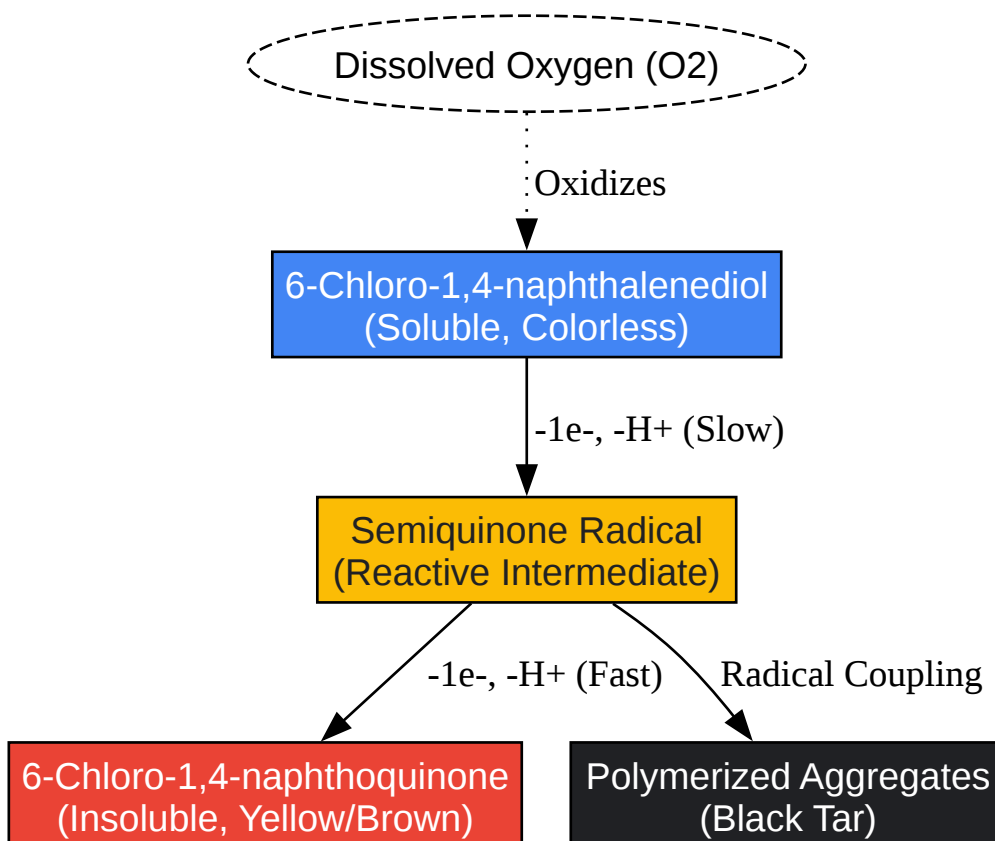 Dissolved Oxygen (O2)
Oxidizes
6-Chloro-1,4-naphthalenediol
(Soluble, Colorless)
-1e-, -H+ (Slow)
Semiquinone Radical
(Reactive Intermediate)
-1e-, -H+ (Fast)
Radical Coupling
6-Chloro-1,4-naphthoquinone
(Insoluble, Yellow/Brown)
Polymerized Aggregates
(Black Tar)